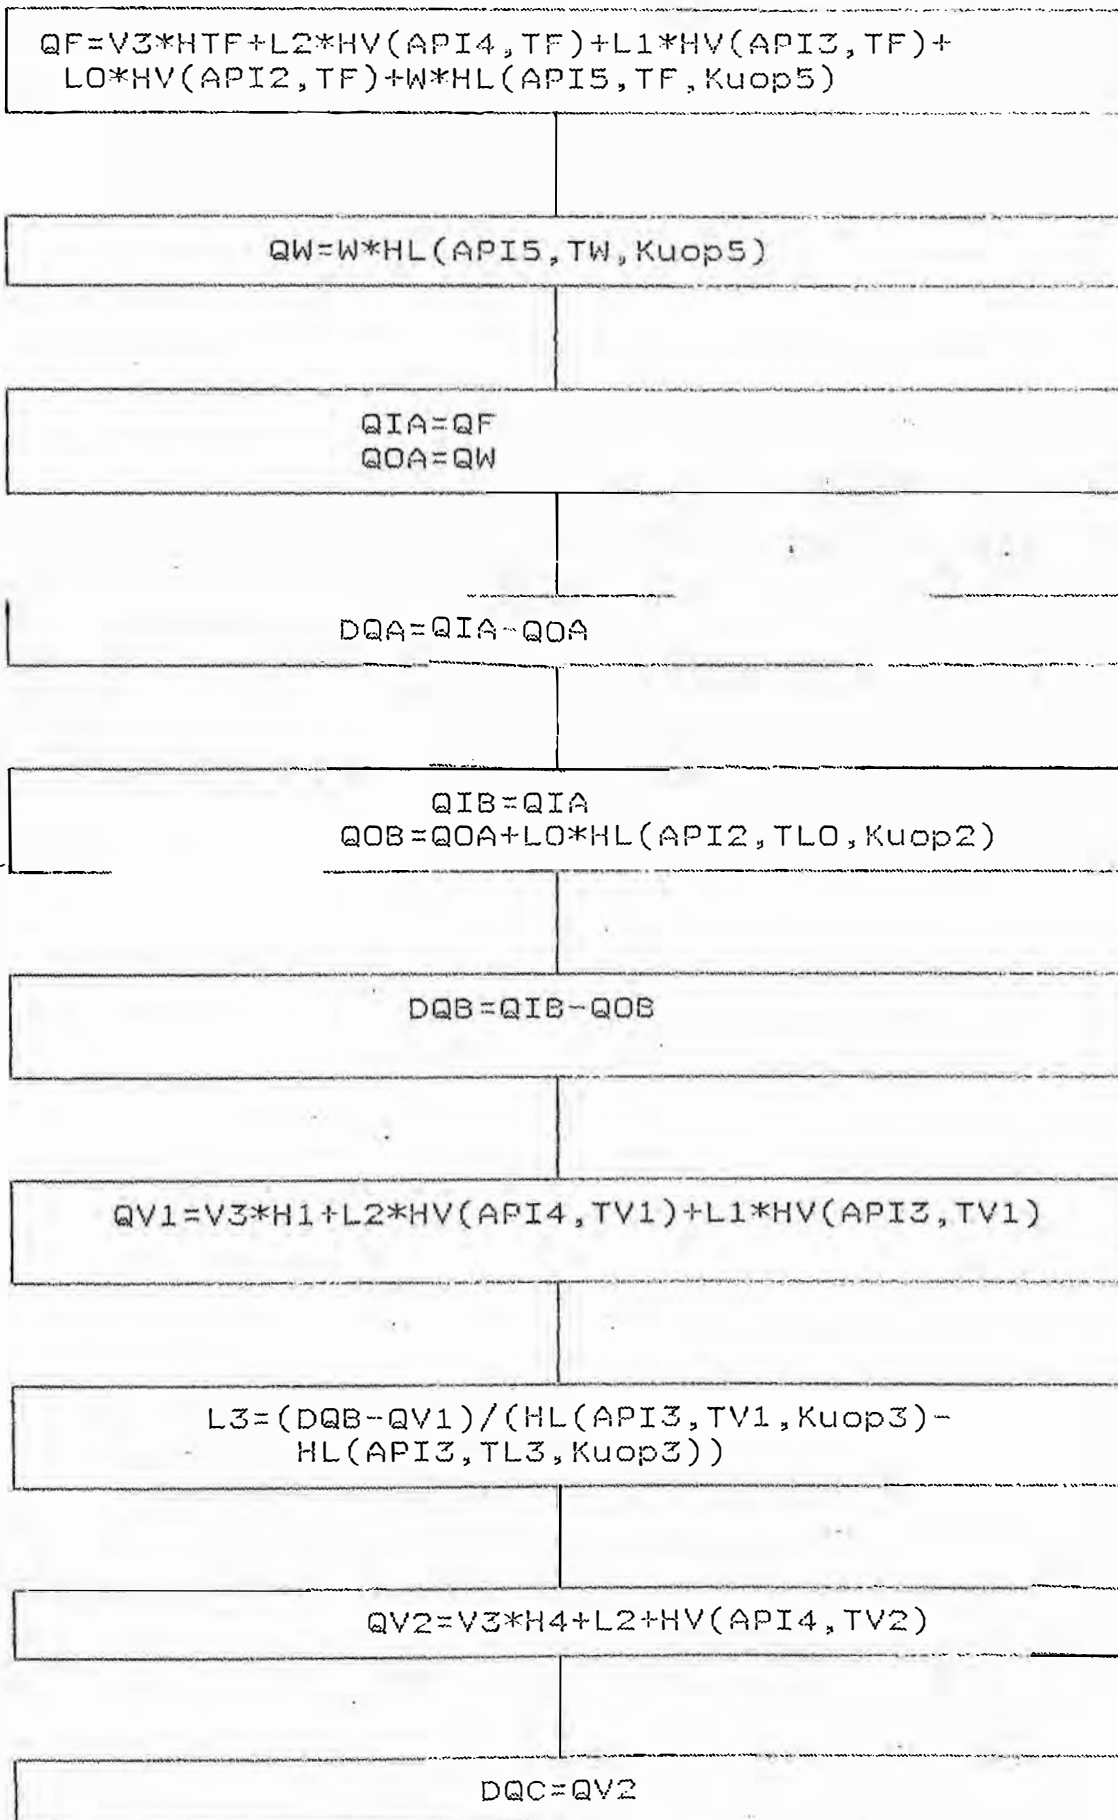 QF=V3*HTF+L2*HV(API4,TF)+L1*HV(API3,TF)+
LO*HV(API2,TF)+W*HL(API5,TF,Kuop5)
QW=W*HL(API5,TW,Kuop5)
QIA=QF
QOA=QW
DQA=QIA-QOA
QIB=QIA
QOB=QOA+LO*HL(API2,TLO,Kuop2)
DQB=QIB-QOB
QV1=V3*H1+L2*HV(API4,TV1)+L1*HV(API3,TV1)
L3=(DQB-QV1)/(HL(API3,TV1,Kuop3)-
HL(API3,TL3,Kuop3))
QV2=V3*H4+L2+HV(API4,TV2)
DQC=QV2